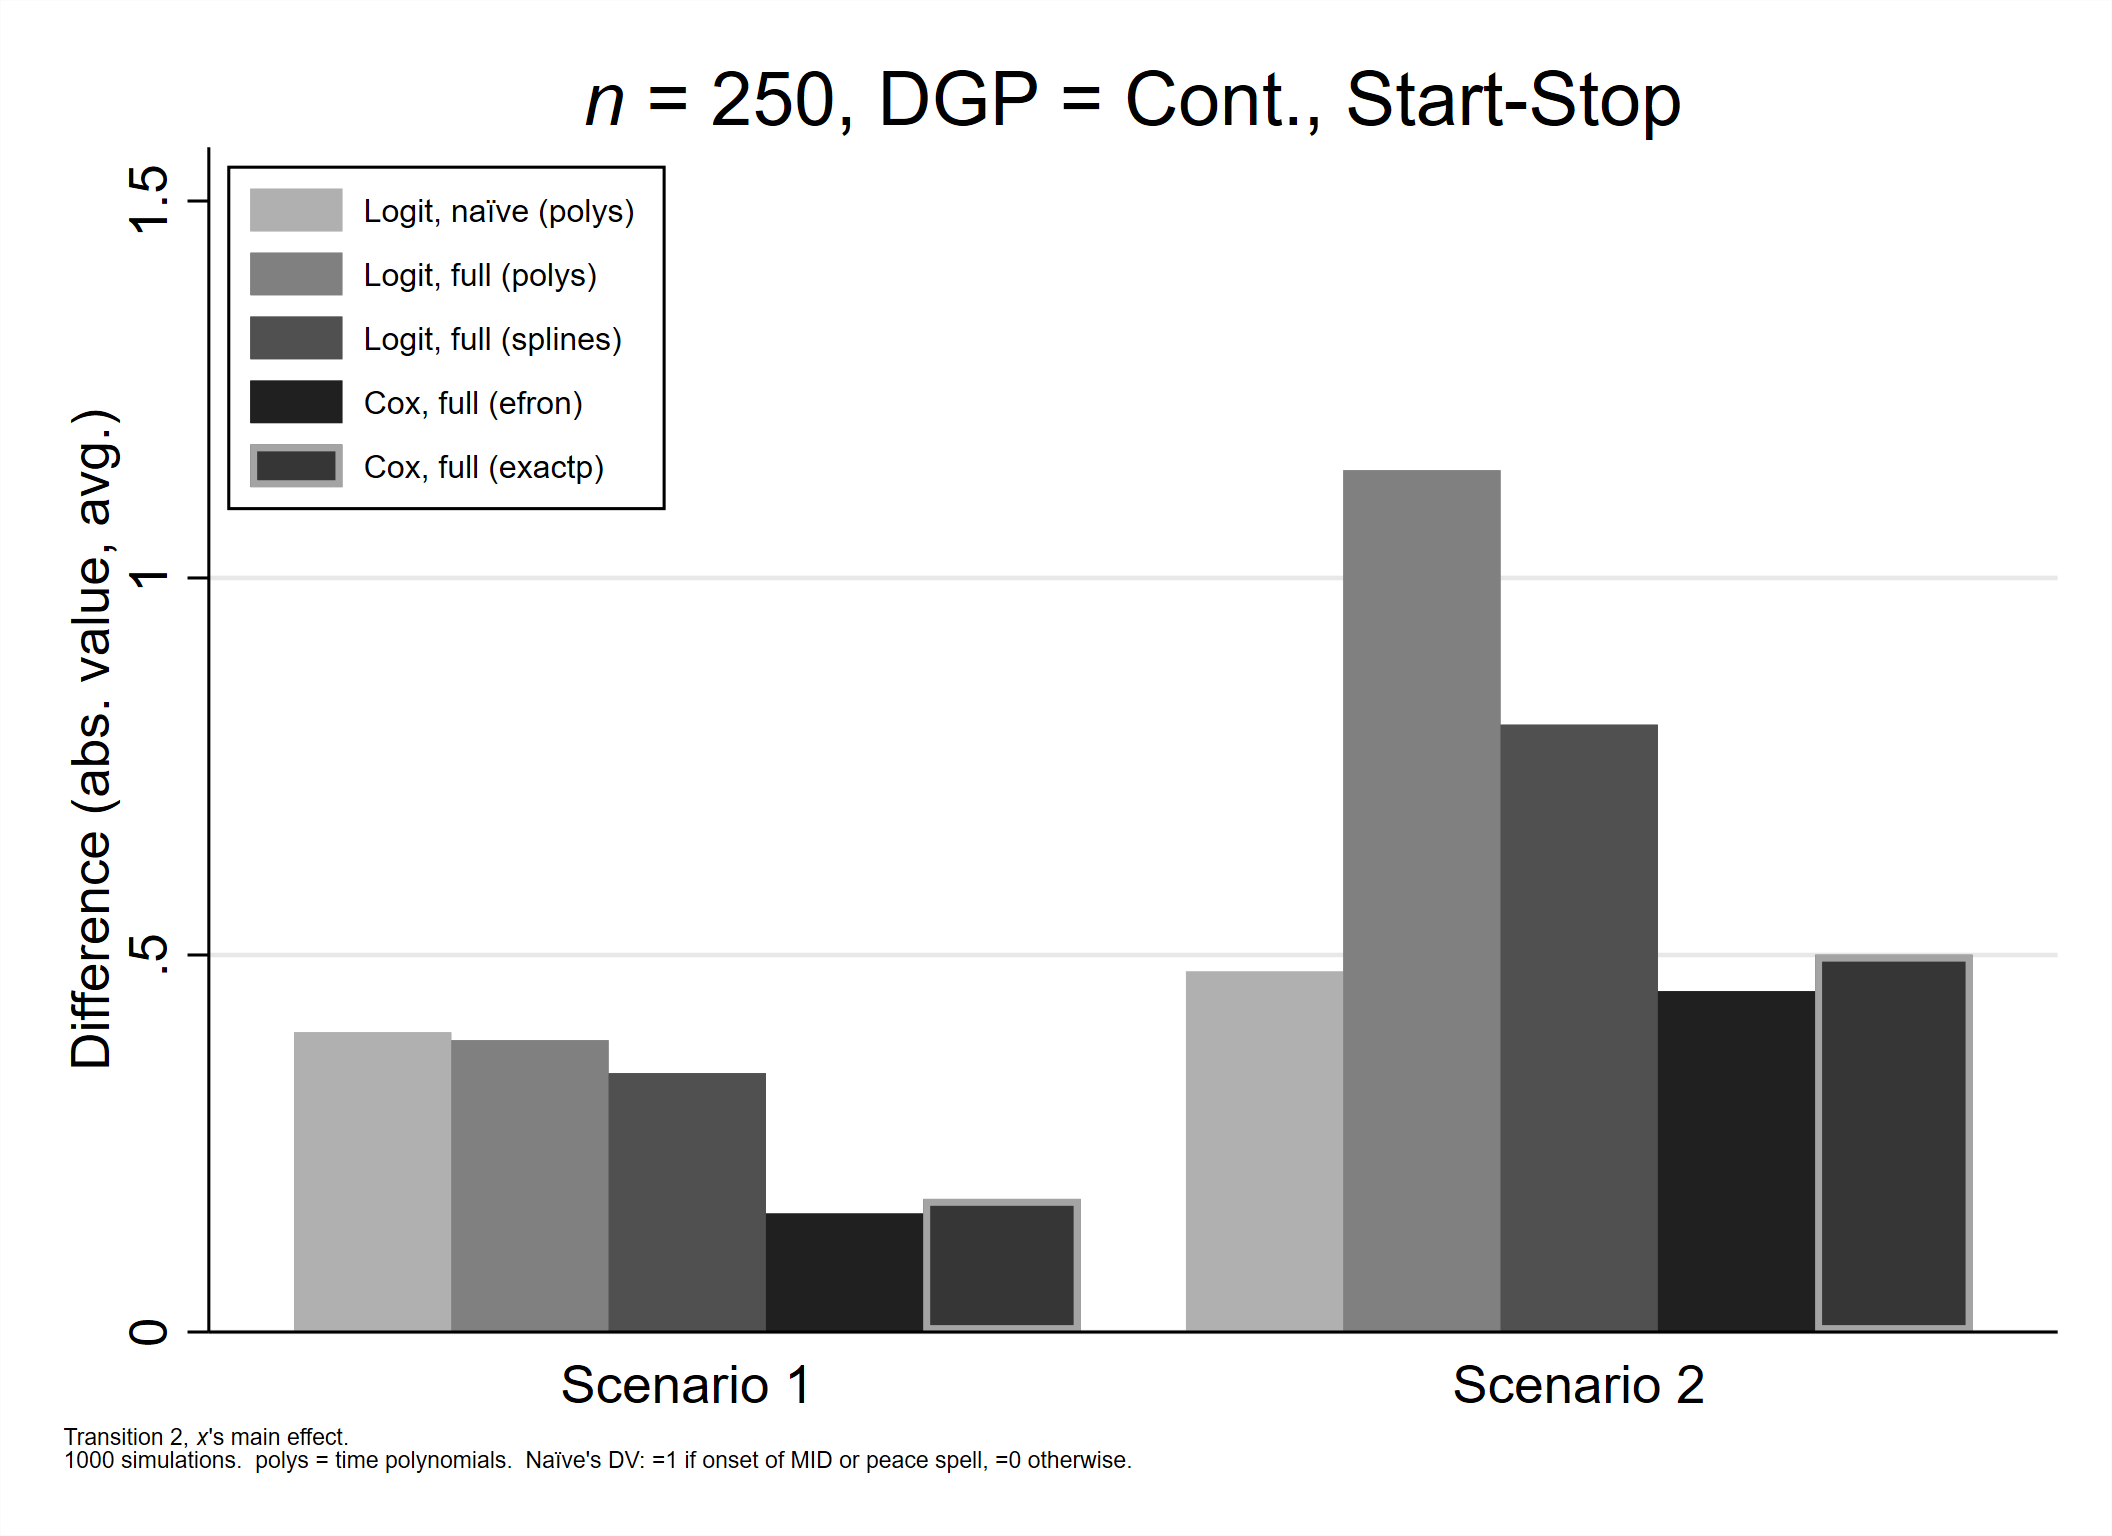 n = 250, DGP = Cont., Start-Stop
Difference (abs. value, avg.)
1.5
1
.5
0
Logit, naïve (polys)
Logit, full (polys)
Logit, full (splines)
Cox, full (efron)
Cox, full (exactp)
Scenario 1
Scenario 2
Transition 2, x's main effect.
1000 simulations.  polys = time polynomials.  Naïve's DV: =1 if onset of MID or peace spell, =0 otherwise.